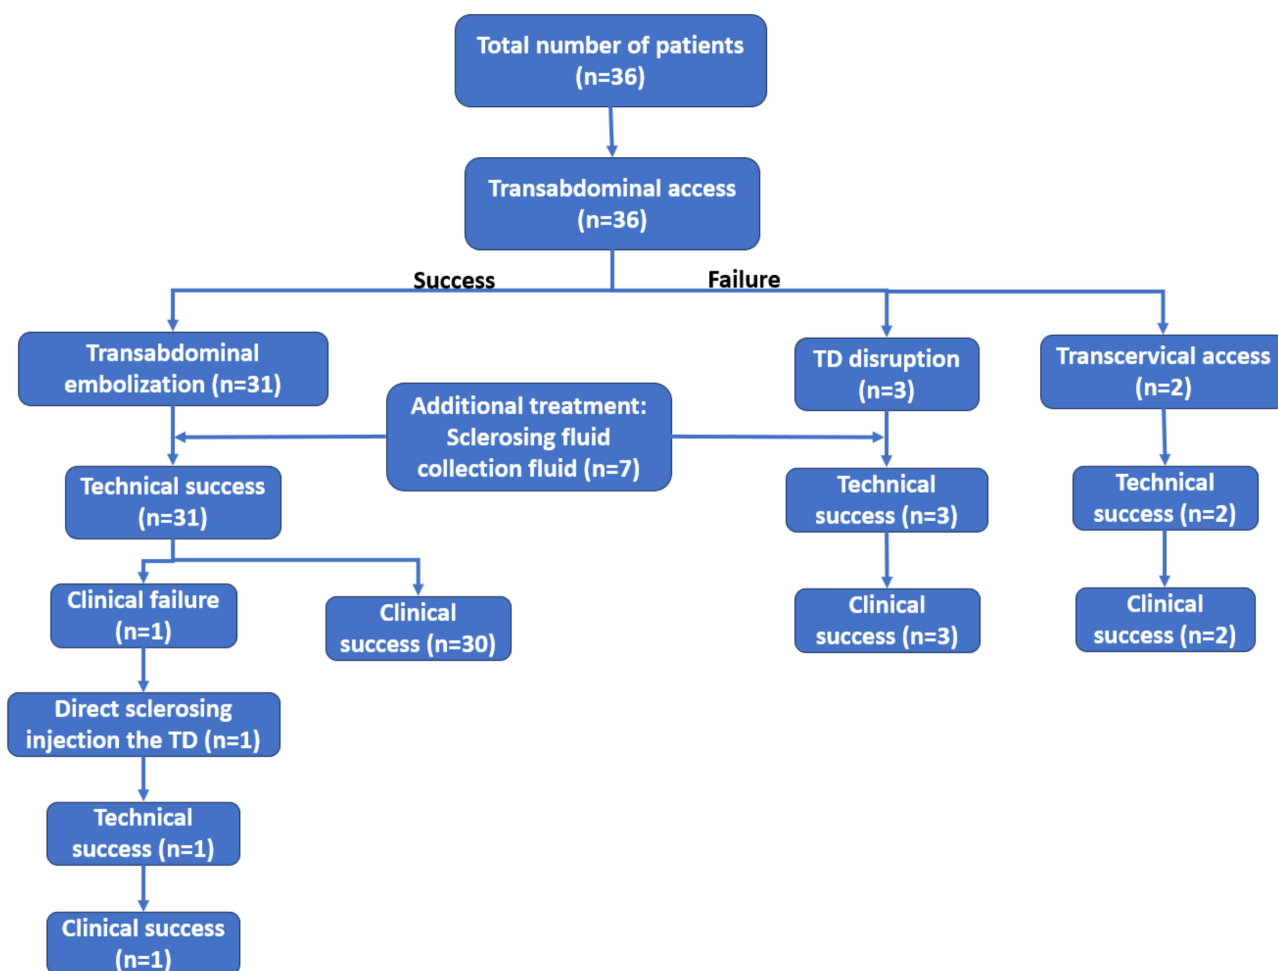 Total number of patients
(n=36)
Transabdominal access
(n=36)
Success
Failure
Transabdominal
embolization (n=31)
TD disruption
(n=3)
Transcervical access
(n=2)
Additional treatment:
Sclerosing fluid
collection fluid (n=7)
Technical success
(n=31)
Technical
success (n=3)
Technical
success (n=2)
Clinical failure
(n=1)
Clinical
success (n=30)
Clinical
success (n=3)
Clinical
success (n=2)
Direct sclerosing
injection the TD (n=1)
Technical
success (n=1)
Clinical success
(n=1)